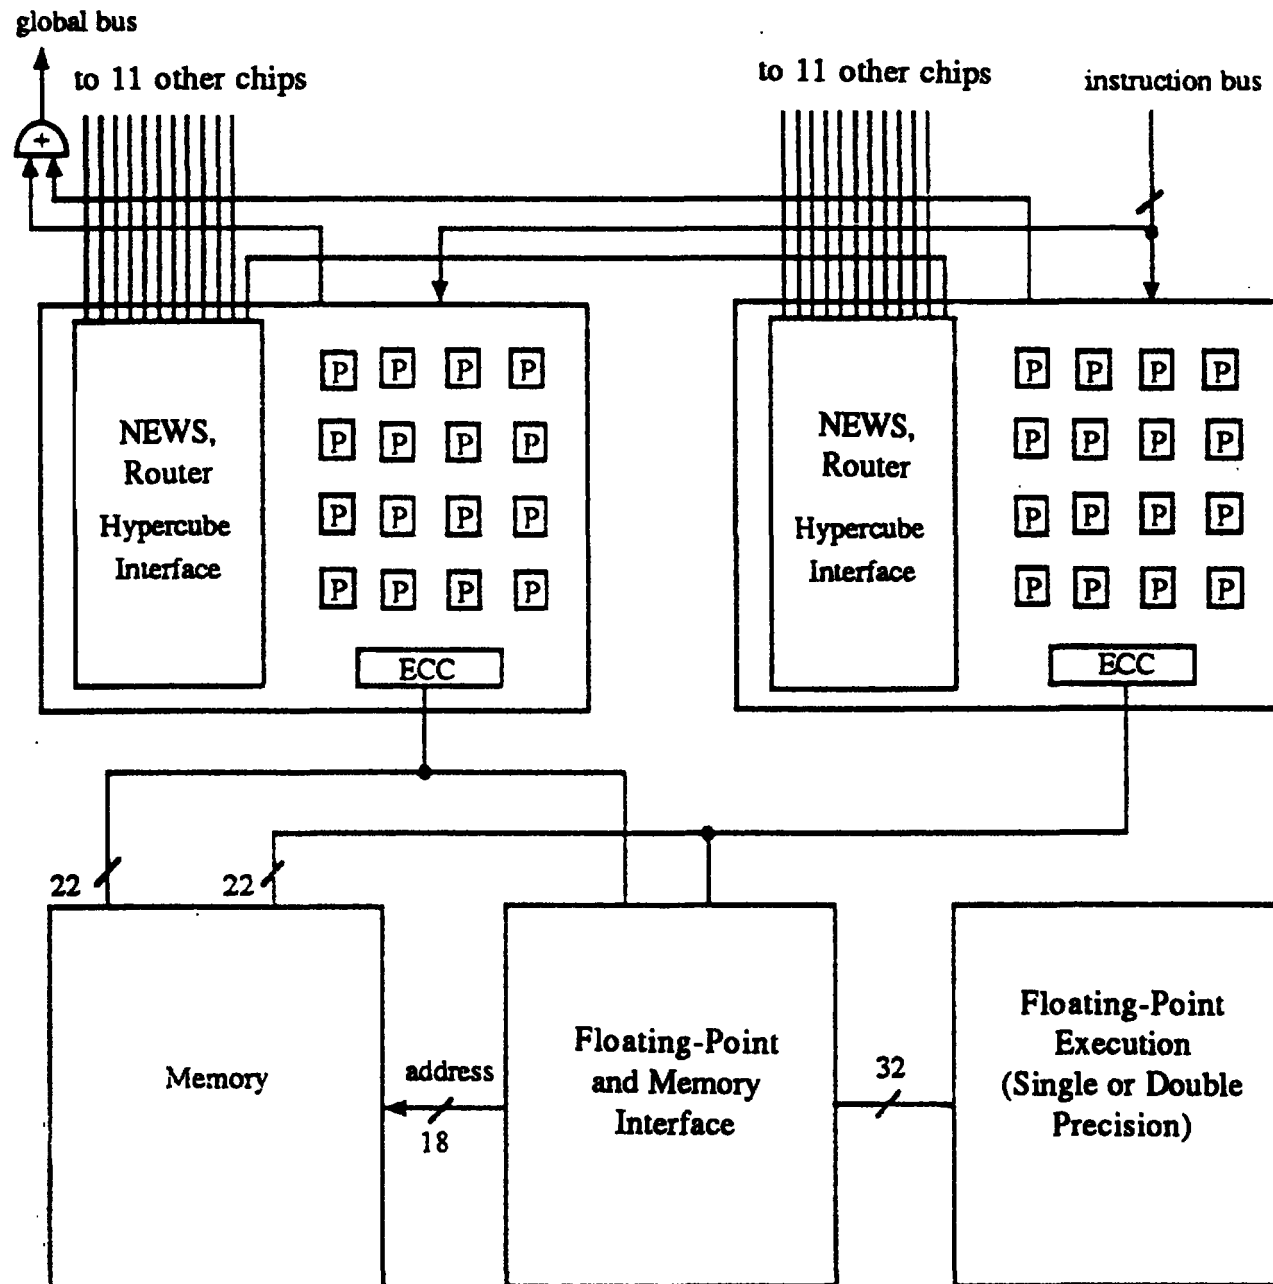 global bus
to 11 other chips
to 11 other chips
instruction bus
+
P P P P
P P P P
P P P P
P P P P
NEWS,
Router
Hypercube
Interface
ECC
P P P P
P P P P
P P P P
P P P P
NEWS,
Router
Hypercube
Interface
ECC
22
22
Memory
address
18
Floating-Point
and Memory
Interface
32
Floating-Point
Execution
(Single or Double
Precision)